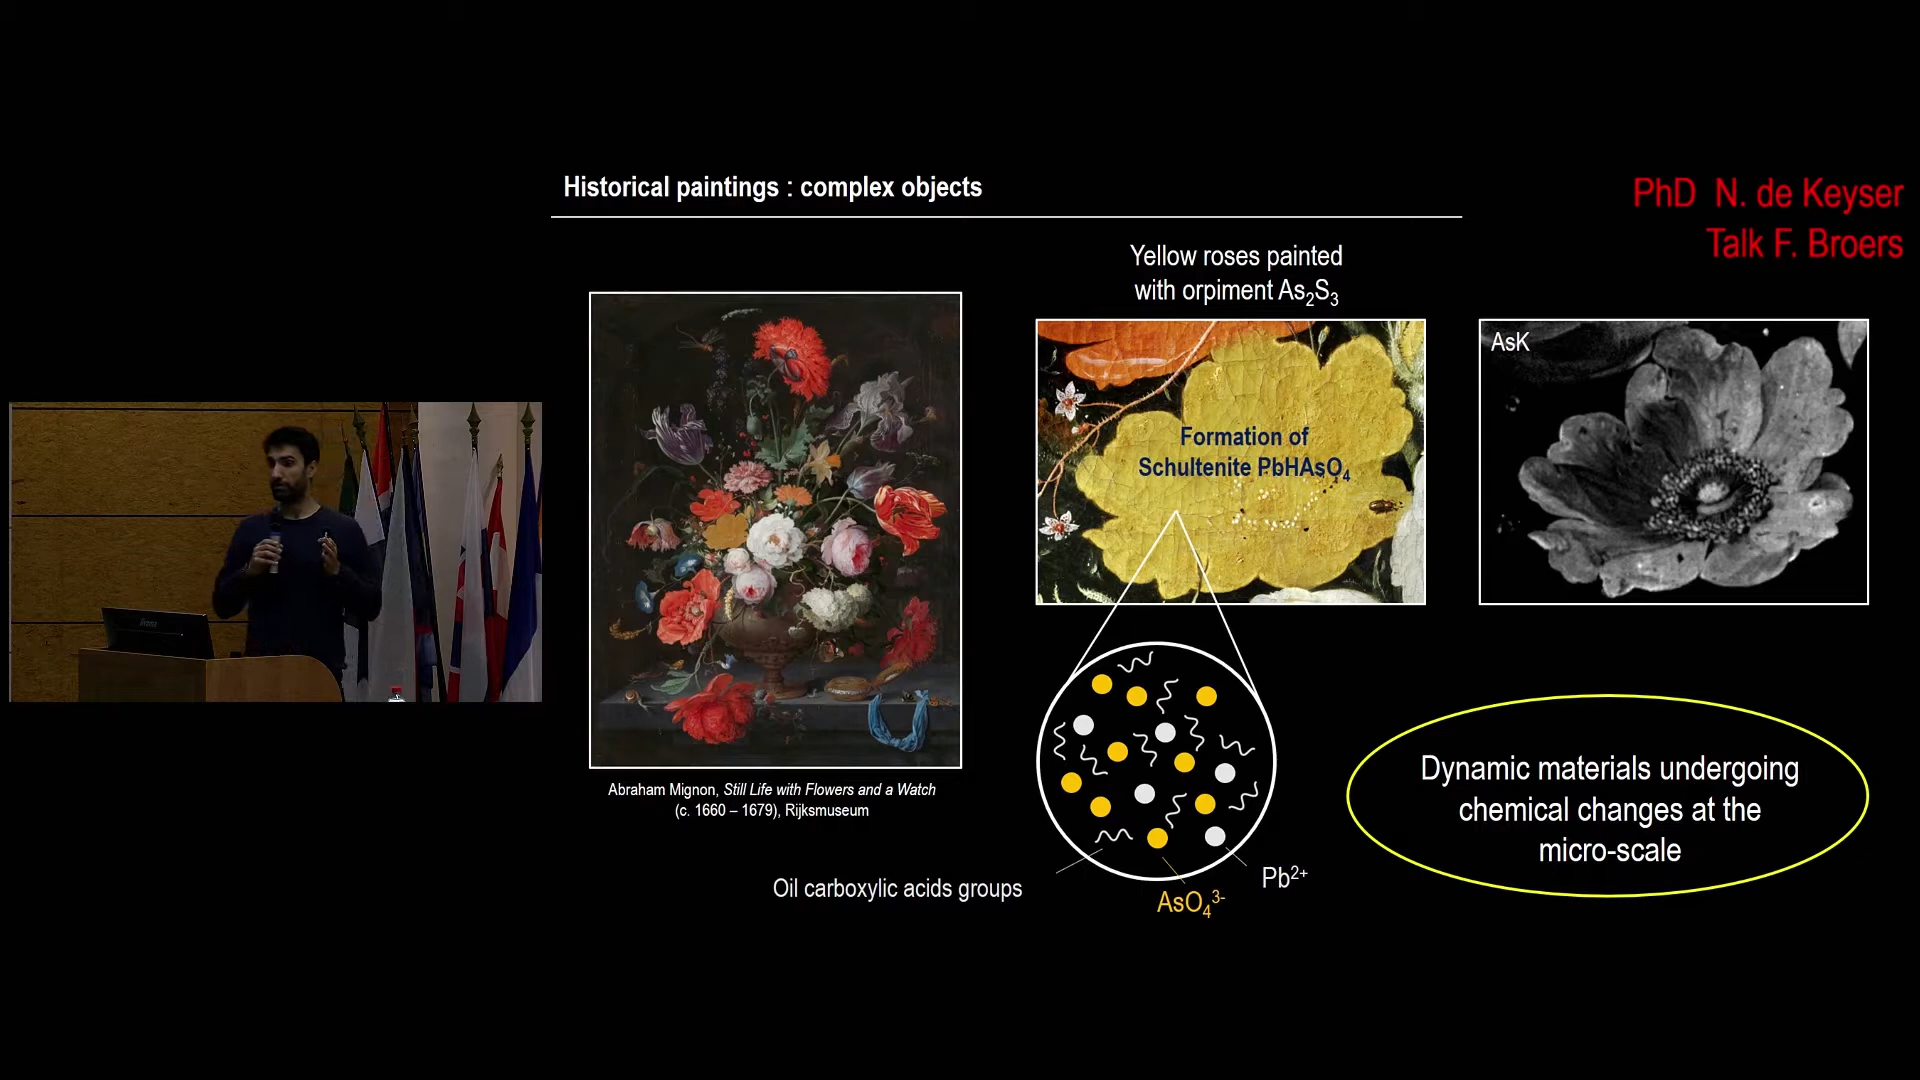 Historical paintings : complex objects
PhD N. de Keyser
Talk F. Broers
Yellow roses painted
with orpiment As₂S₃
AsK
Formation of
Schultenite PbHAsO₄
Abraham Mignon, Still Life with Flowers and a Watch
(c. 1660 – 1679), Rijksmuseum
Dynamic materials undergoing
chemical changes at the
micro-scale
Oil carboxylic acids groups
AsO₄³⁻
Pb²⁺